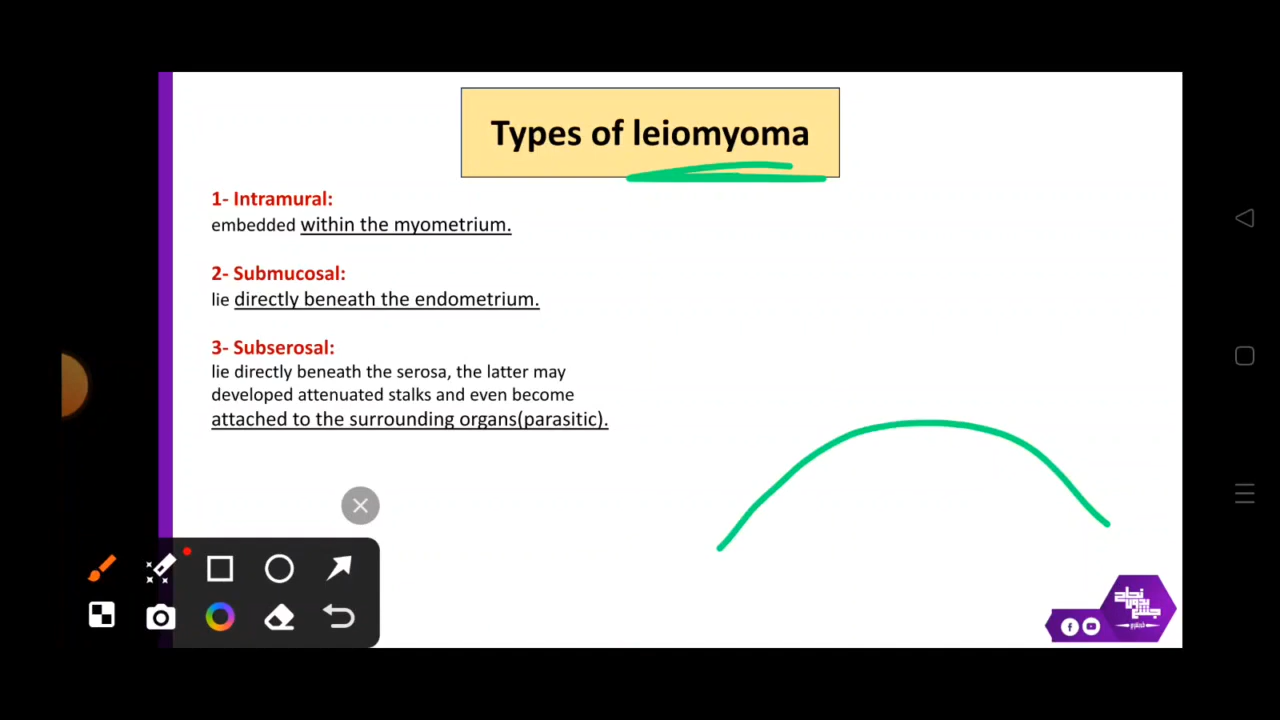 Types of leiomyoma
1- Intramural:
embedded within the myometrium.
2- Submucosal:
lie directly beneath the endometrium.
3- Subserosal:
lie directly beneath the serosa, the latter may
developed attenuated stalks and even become
attached to the surrounding organs(parasitic).